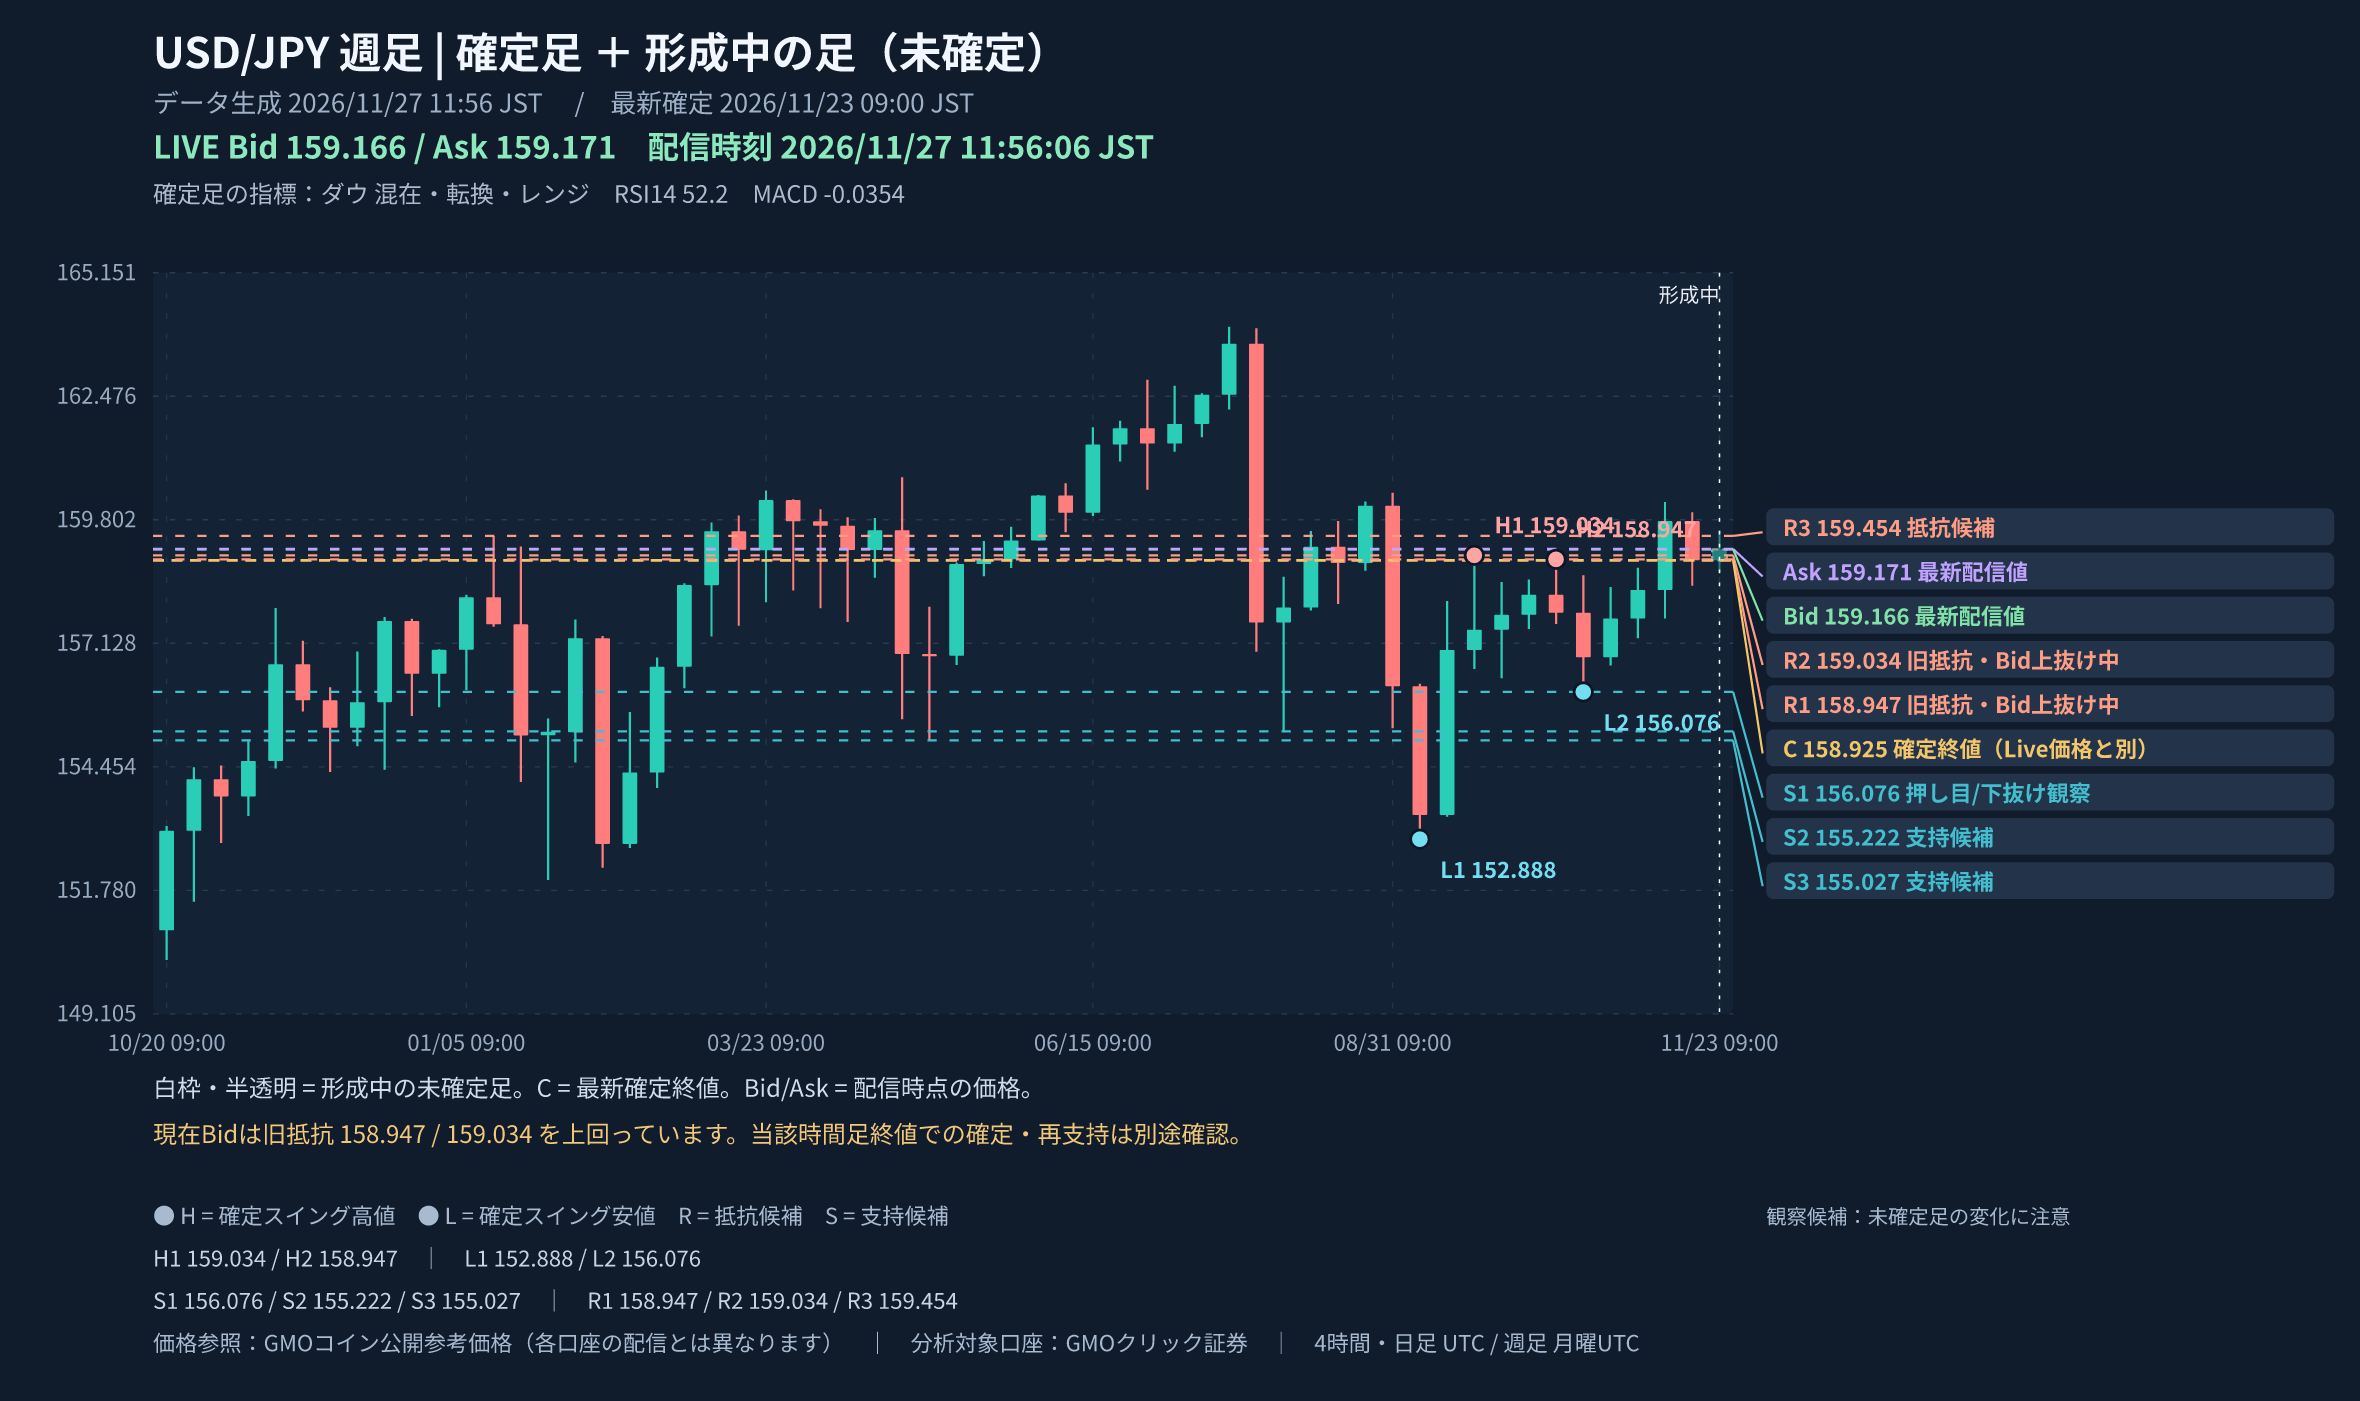 USD/JPY 週足 | 確定足 ＋ 形成中の足（未確定）
データ生成 2026/11/27 11:56 JST / 最新確定 2026/11/23 09:00 JST
LIVE Bid 159.166 / Ask 159.171 配信時刻 2026/11/27 11:56:06 JST
確定足の指標：ダウ 混在・転換・レンジ RSI14 52.2 MACD -0.0354
165.151
形成中
162.476
159.802
H1 159.034
H2 158.947
157.128
L2 156.076
154.454
L1 152.888
151.780
149.105
R3 159.454 抵抗候補
Ask 159.171 最新配信値
Bid 159.166 最新配信値
R2 159.034 旧抵抗・Bid上抜け中
R1 158.947 旧抵抗・Bid上抜け中
C 158.925 確定終値（Live価格と別）
S1 156.076 押し目/下抜け観察
S2 155.222 支持候補
S3 155.027 支持候補
10/20 09:00 01/05 09:00 03/23 09:00 06/15 09:00 08/31 09:00 11/23 09:00
白枠・半透明 = 形成中の未確定足。C = 最新確定終値。Bid/Ask = 配信時点の価格。
現在Bidは旧抵抗 158.947 / 159.034 を上回っています。当該時間足終値での確定・再支持は別途確認。
● H = 確定スイング高値 ● L = 確定スイング安値 R = 抵抗候補 S = 支持候補
観察候補：未確定足の変化に注意
H1 159.034 / H2 158.947 ｜ L1 152.888 / L2 156.076
S1 156.076 / S2 155.222 / S3 155.027 ｜ R1 158.947 / R2 159.034 / R3 159.454
価格参照：GMOコイン公開参考価格（各口座の配信とは異なります） ｜ 分析対象口座：GMOクリック証券 ｜ 4時間・日足 UTC / 週足 月曜UTC